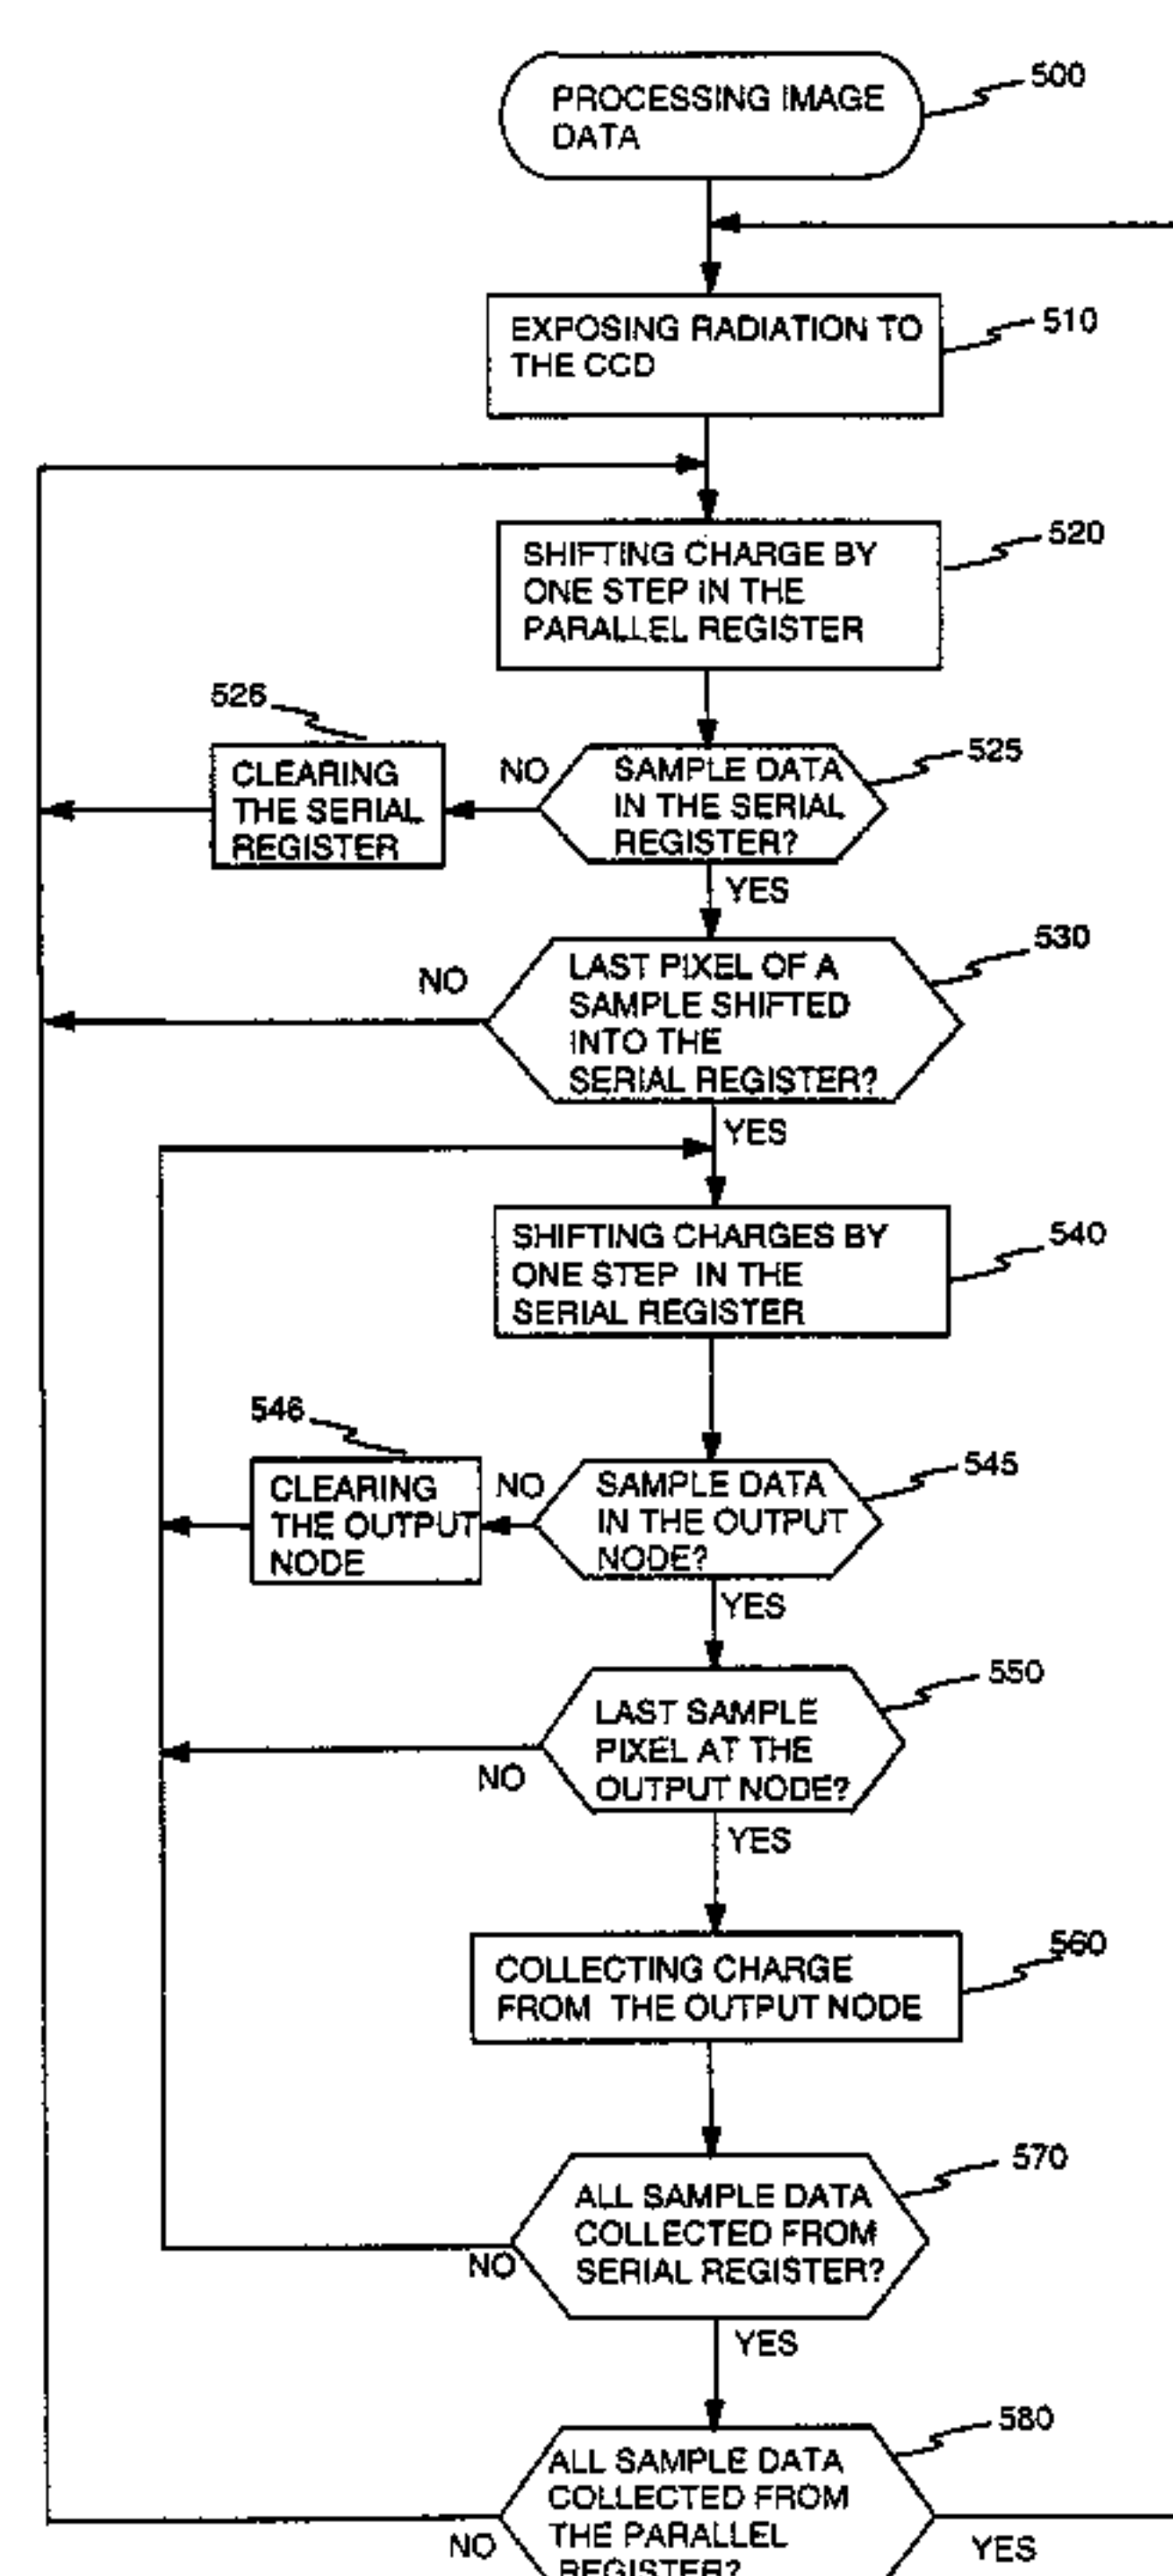 PROCESSING IMAGE
DATA
500
EXPOSING RADIATION TO
THE CCD
510
SHIFTING CHARGE BY
ONE STEP IN THE
PARALLEL REGISTER
520
526
CLEARING
THE SERIAL
REGISTER
NO
SAMPLE DATA
IN THE SERIAL
REGISTER?
525
YES
NO
LAST PIXEL OF A
SAMPLE SHIFTED
INTO THE
SERIAL REGISTER?
530
YES
SHIFTING CHARGES BY
ONE STEP IN THE
SERIAL REGISTER
540
546
CLEARING
THE OUTPUT
NODE
NO
SAMPLE DATA
IN THE OUTPUT
NODE?
545
YES
LAST SAMPLE
PIXEL AT THE
OUTPUT NODE?
550
NO
YES
COLLECTING CHARGE
FROM THE OUTPUT NODE
560
ALL SAMPLE DATA
COLLECTED FROM
SERIAL REGISTER?
570
NO
YES
ALL SAMPLE DATA
COLLECTED FROM
THE PARALLEL
REGISTER?
580
NO
YES